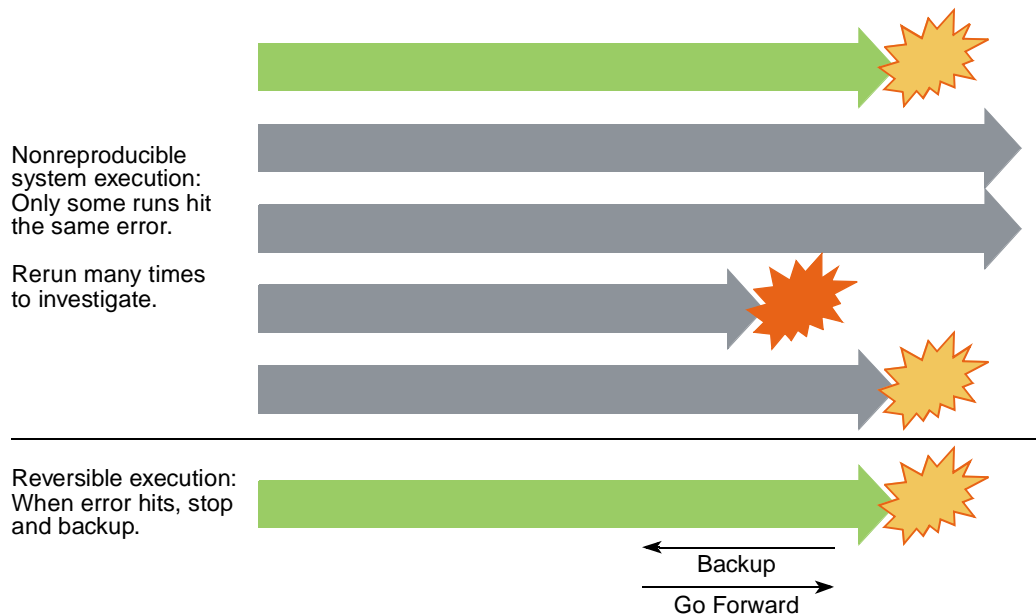 Nonreproducible
system execution:
Only some runs hit
the same error.
Rerun many times
to investigate.
Reversible execution:
When error hits, stop
and backup.
Backup
Go Forward